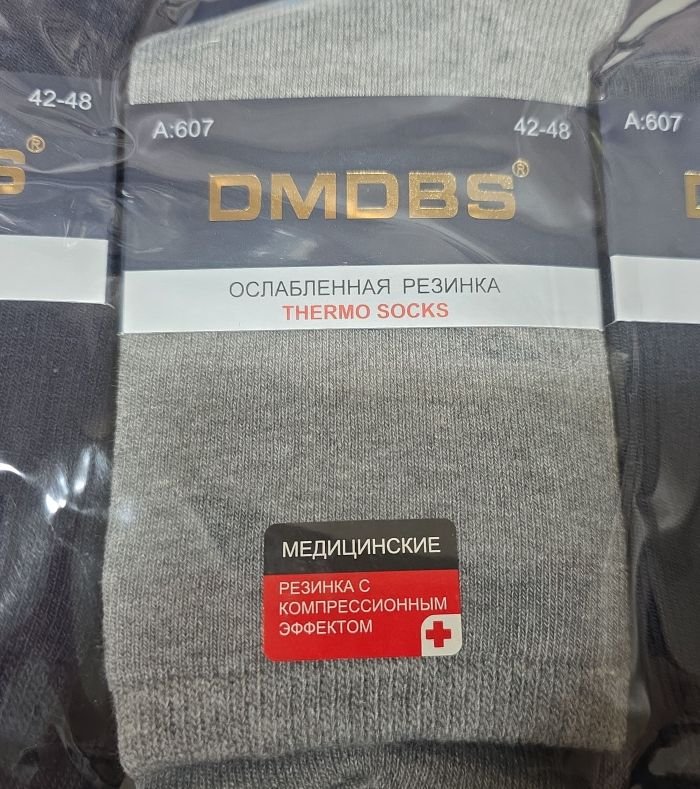 42-48
S®
A:607
42-48
DMDBS®
ОСЛАБЛЕННАЯ РЕЗИНКА
THERMO SOCKS
МЕДИЦИНСКИЕ
РЕЗИНКА С
КОМПРЕССИОННЫМ
ЭФФЕКТОМ
A:607